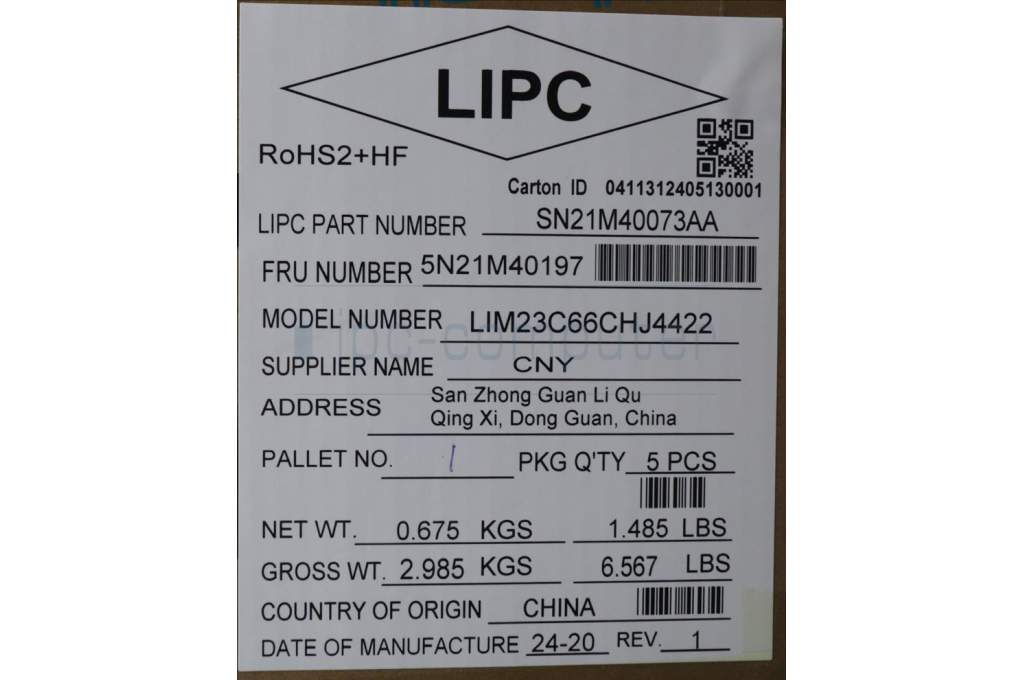 LIPC
RoHS2+HF
Carton ID 0411312405130001
LIPC PART NUMBER SN21M40073AA
FRU NUMBER 5N21M40197
MODEL NUMBER LIM23C66CHJ4422
ipc-computer
SUPPLIER NAME CNY
ADDRESS San Zhong Guan Li Qu
Qing Xi, Dong Guan, China
PALLET NO. 1 PKG Q'TY 5 PCS
NET WT. 0.675 KGS 1.485 LBS
GROSS WT. 2.985 KGS 6.567 LBS
COUNTRY OF ORIGIN CHINA
DATE OF MANUFACTURE 24-20 REV. 1